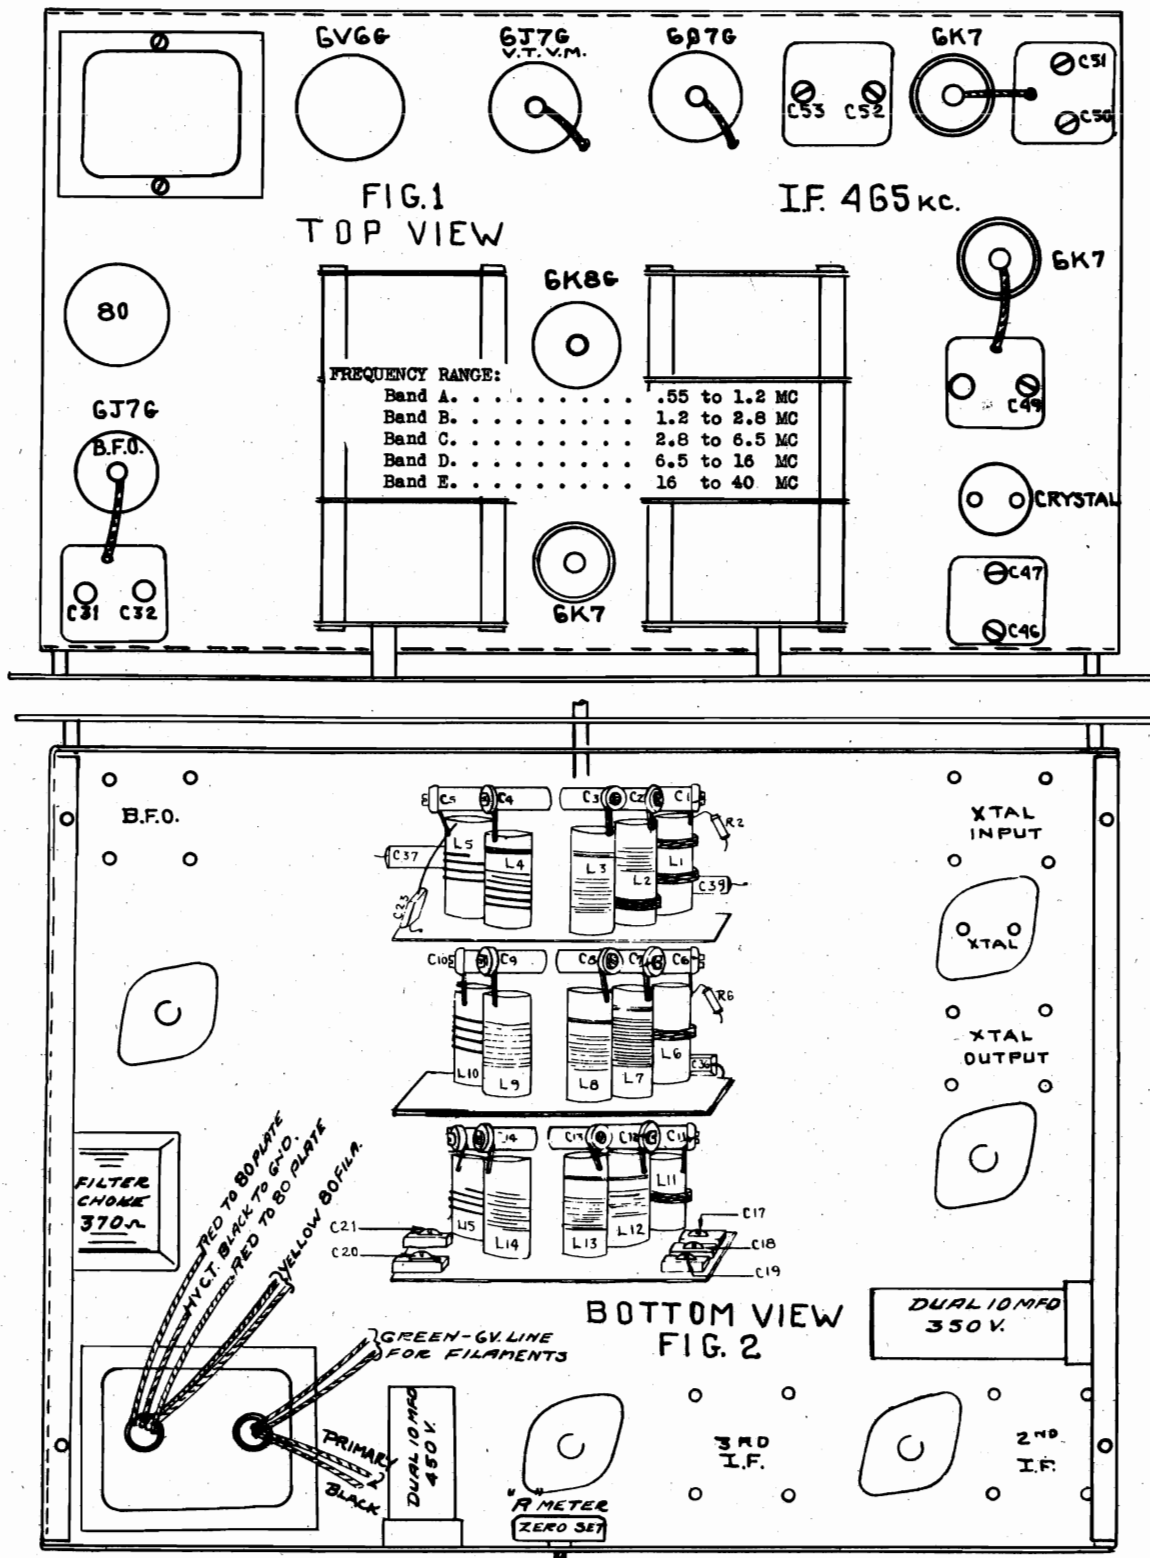 6V6G
6J7G
V.T.V.M.
6Q7G
6K7
C51
C53
C52
C50
FIG.1
TOP VIEW
I.F. 465 KC.
6K7
6K8G
80
FREQUENCY RANGE:
Band A. . . . . . . . . . .55 to 1.2 MC
Band B. . . . . . . . . . 1.2 to 2.8 MC
Band C. . . . . . . . . . 2.8 to 6.5 MC
Band D. . . . . . . . . . 6.5 to 16 MC
Band E. . . . . . . . . . 16 to 40 MC
C49
6J7G
B.F.O.
CRYSTAL
C31
C32
6K7
C47
C46
B.F.O.
C5
C4
C3
C2
C1
R2
XTAL
INPUT
C37
L5
L4
L3
L2
L1
C39
C23
XTAL
C10
C9
C8
C7
C6
R6
XTAL
OUTPUT
L10
L9
L8
L7
L6
C36
C14
C13
C12
C11
FILTER
CHOKE
370Ω
RED TO 80 PLATE
HV C.T. BLACK TO GND.
RED TO 80 PLATE
YELLOW 80 FILA.
L15
L14
L13
L12
L11
C21
C20
C17
C18
C19
BOTTOM VIEW
FIG. 2
DUAL 10 MFD
350 V.
GREEN-6V. LINE
FOR FILAMENTS
PRIMARY
BLACK
DUAL 10 MFD
450 V.
3RD
I.F.
2ND
I.F.
"R" METER
ZERO SET